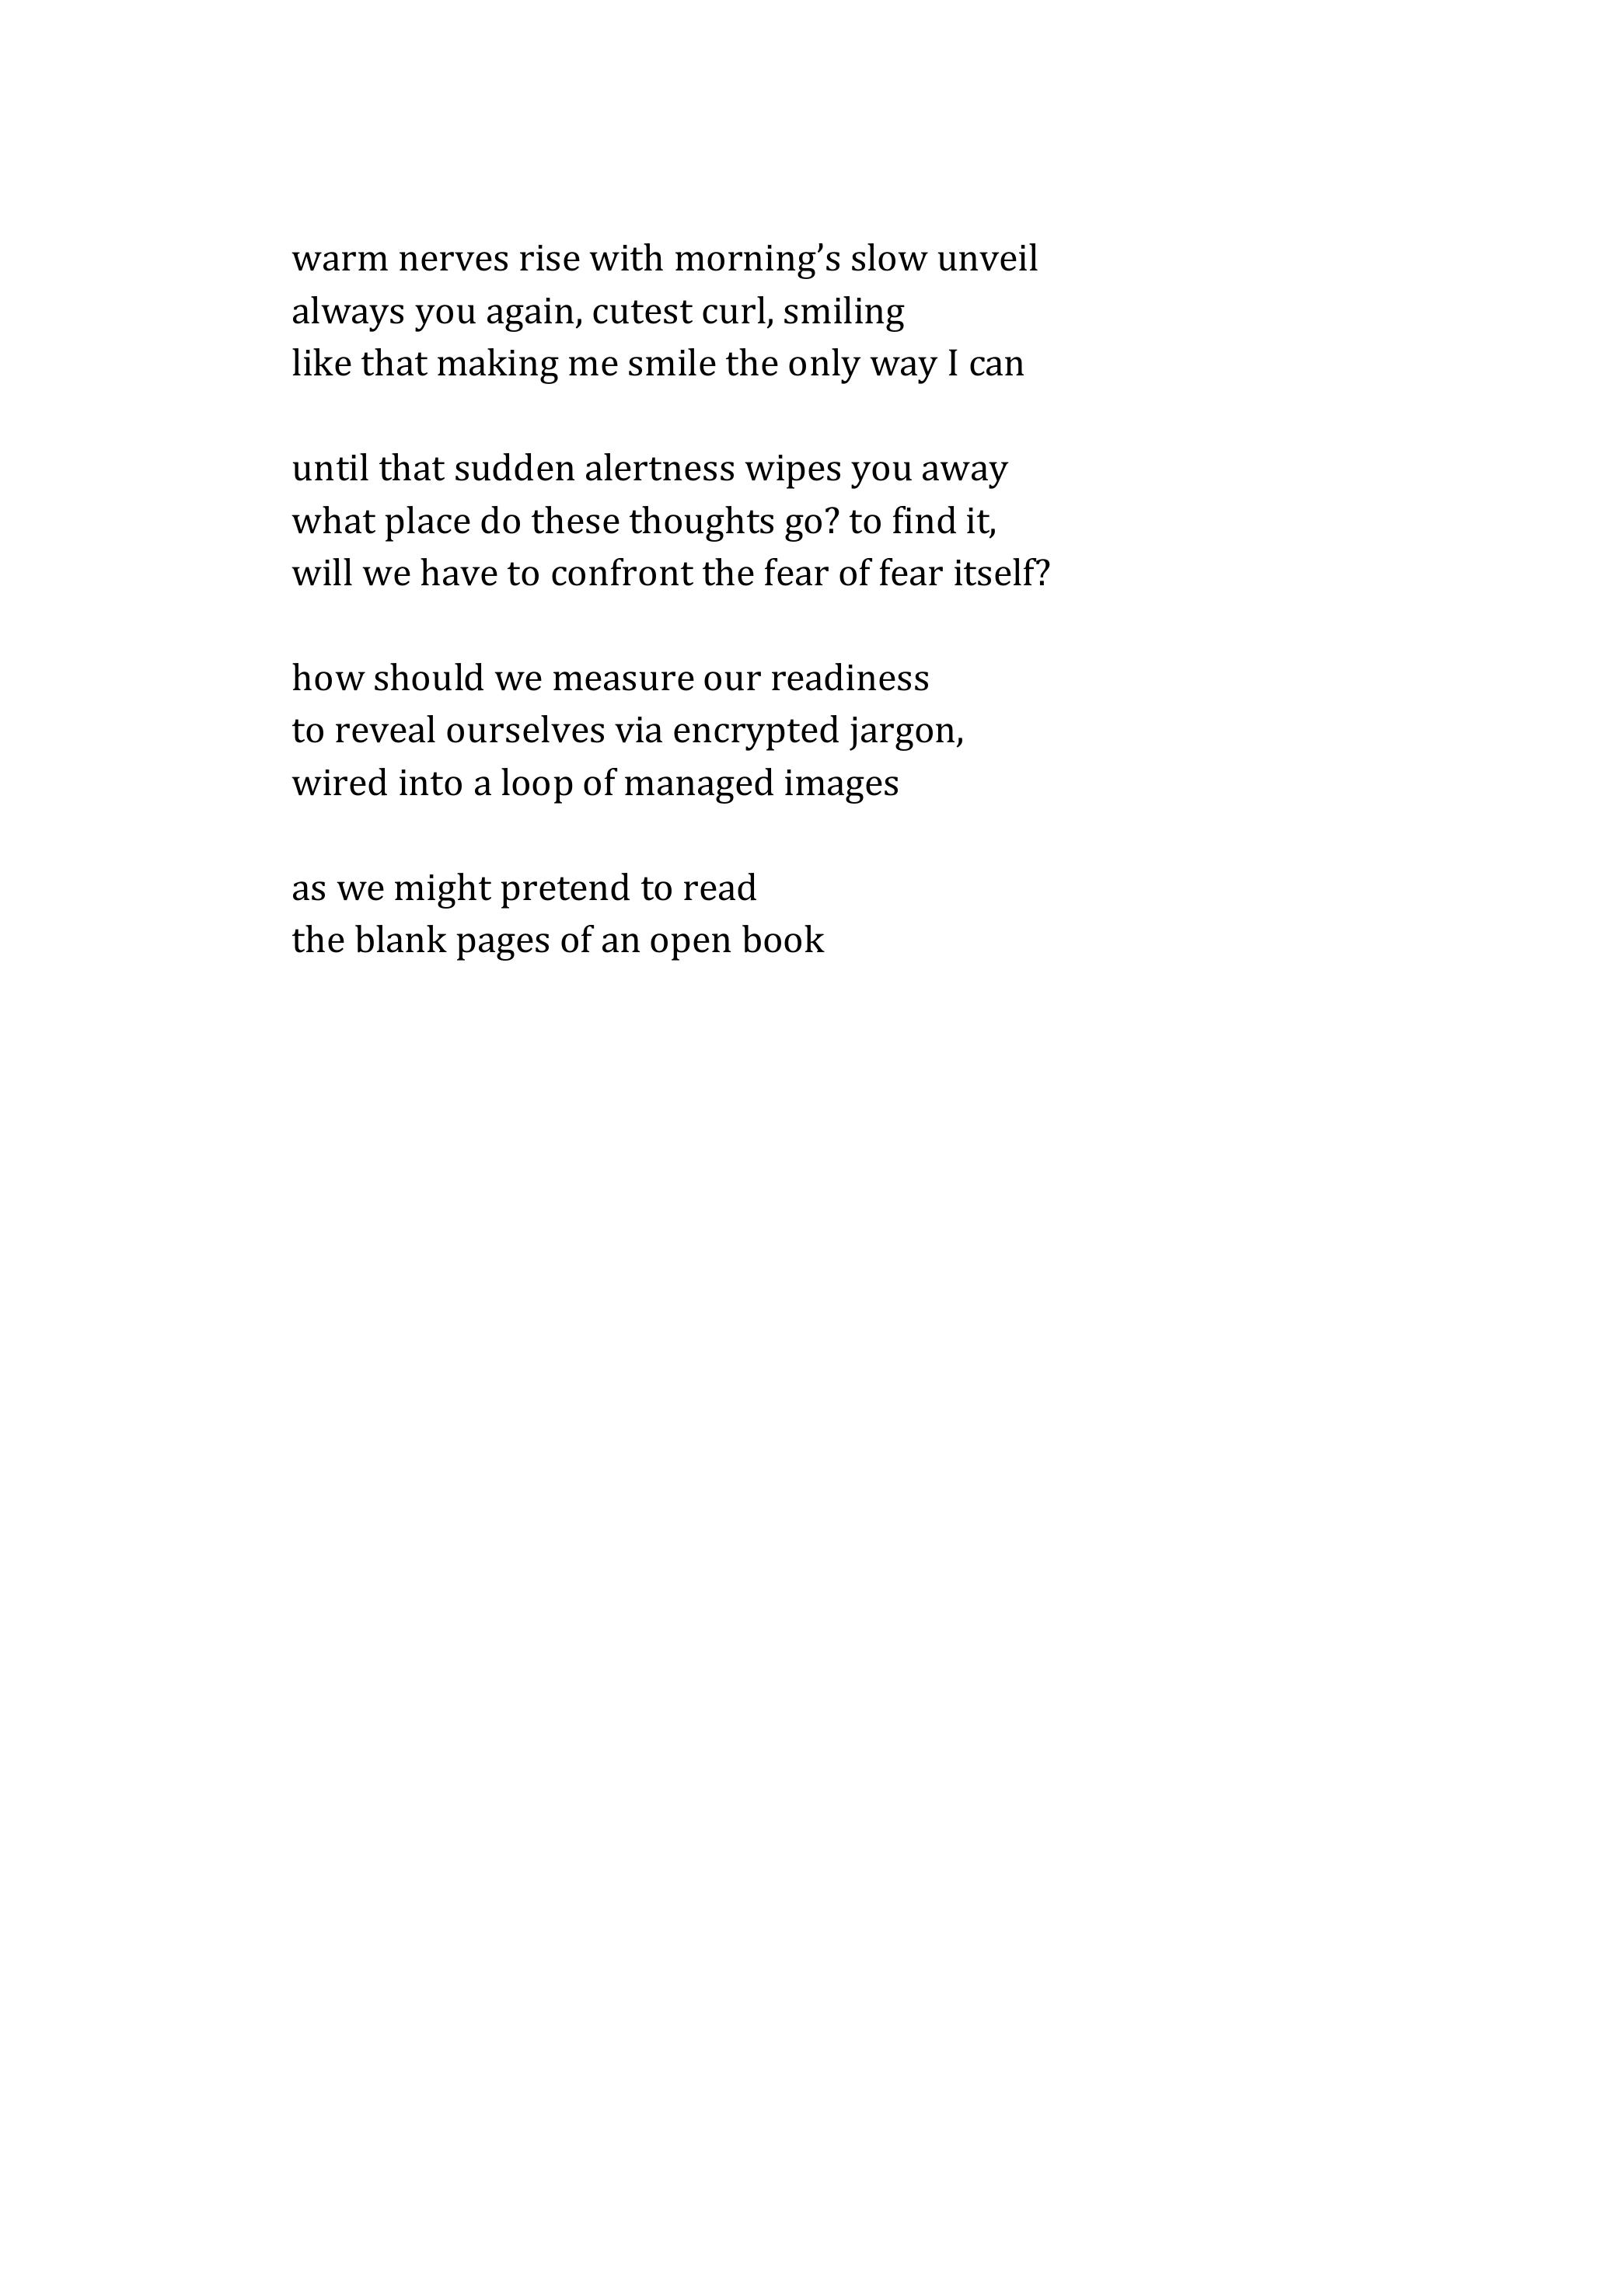 warm nerves rise with morning’s slow unveil
always you again, cutest curl, smiling
like that making me smile the only way I can
until that sudden alertness wipes you away
what place do these thoughts go? to find it,
will we have to confront the fear of fear itself?
how should we measure our readiness
to reveal ourselves via encrypted jargon,
wired into a loop of managed images
as we might pretend to read
the blank pages of an open book